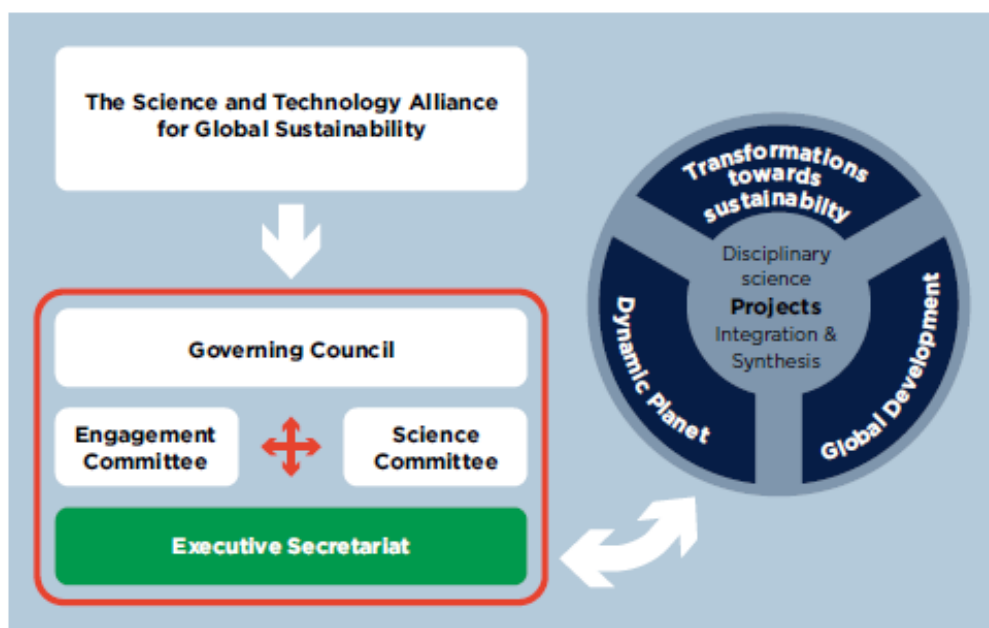 The Science and Technology Alliance
for Global Sustainability
Governing Council
Engagement
Committee
Science
Committee
Executive Secretariat
Transformations
towards
sustainabilty
Disciplinary
science
Projects
Integration &
Synthesis
Dynamic Planet
Global Development